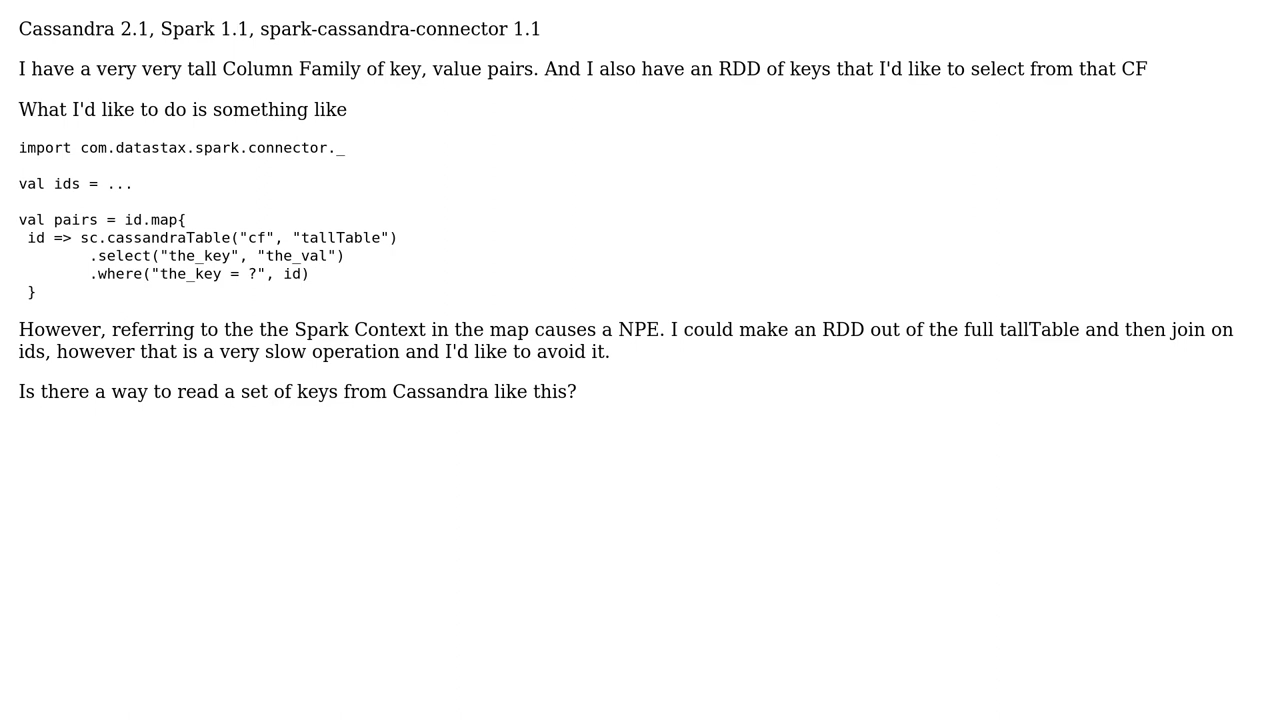 Cassandra 2.1, Spark 1.1, spark-cassandra-connector 1.1
I have a very very tall Column Family of key, value pairs. And I also have an RDD of keys that I'd like to select from that CF
What I'd like to do is something like
import com.datastax.spark.connector._
val ids = ...
val pairs = id.map{
 id => sc.cassandraTable("cf", "tallTable")
        .select("the_key", "the_val")
        .where("the_key = ?", id)
 }
However, referring to the the Spark Context in the map causes a NPE. I could make an RDD out of the full tallTable and then join on
ids, however that is a very slow operation and I'd like to avoid it.
Is there a way to read a set of keys from Cassandra like this?